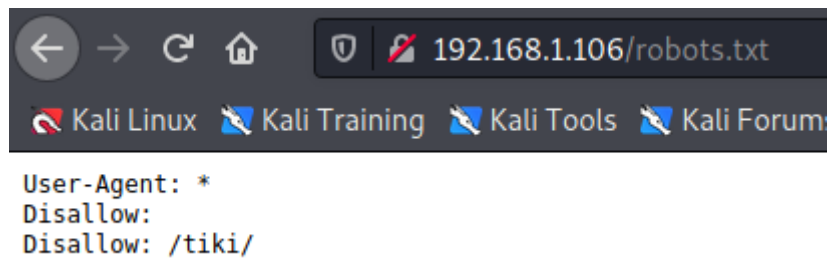 192.168.1.106/robots.txt
Kali Linux Kali Training Kali Tools Kali Forums
User-Agent: *
Disallow:
Disallow: /tiki/